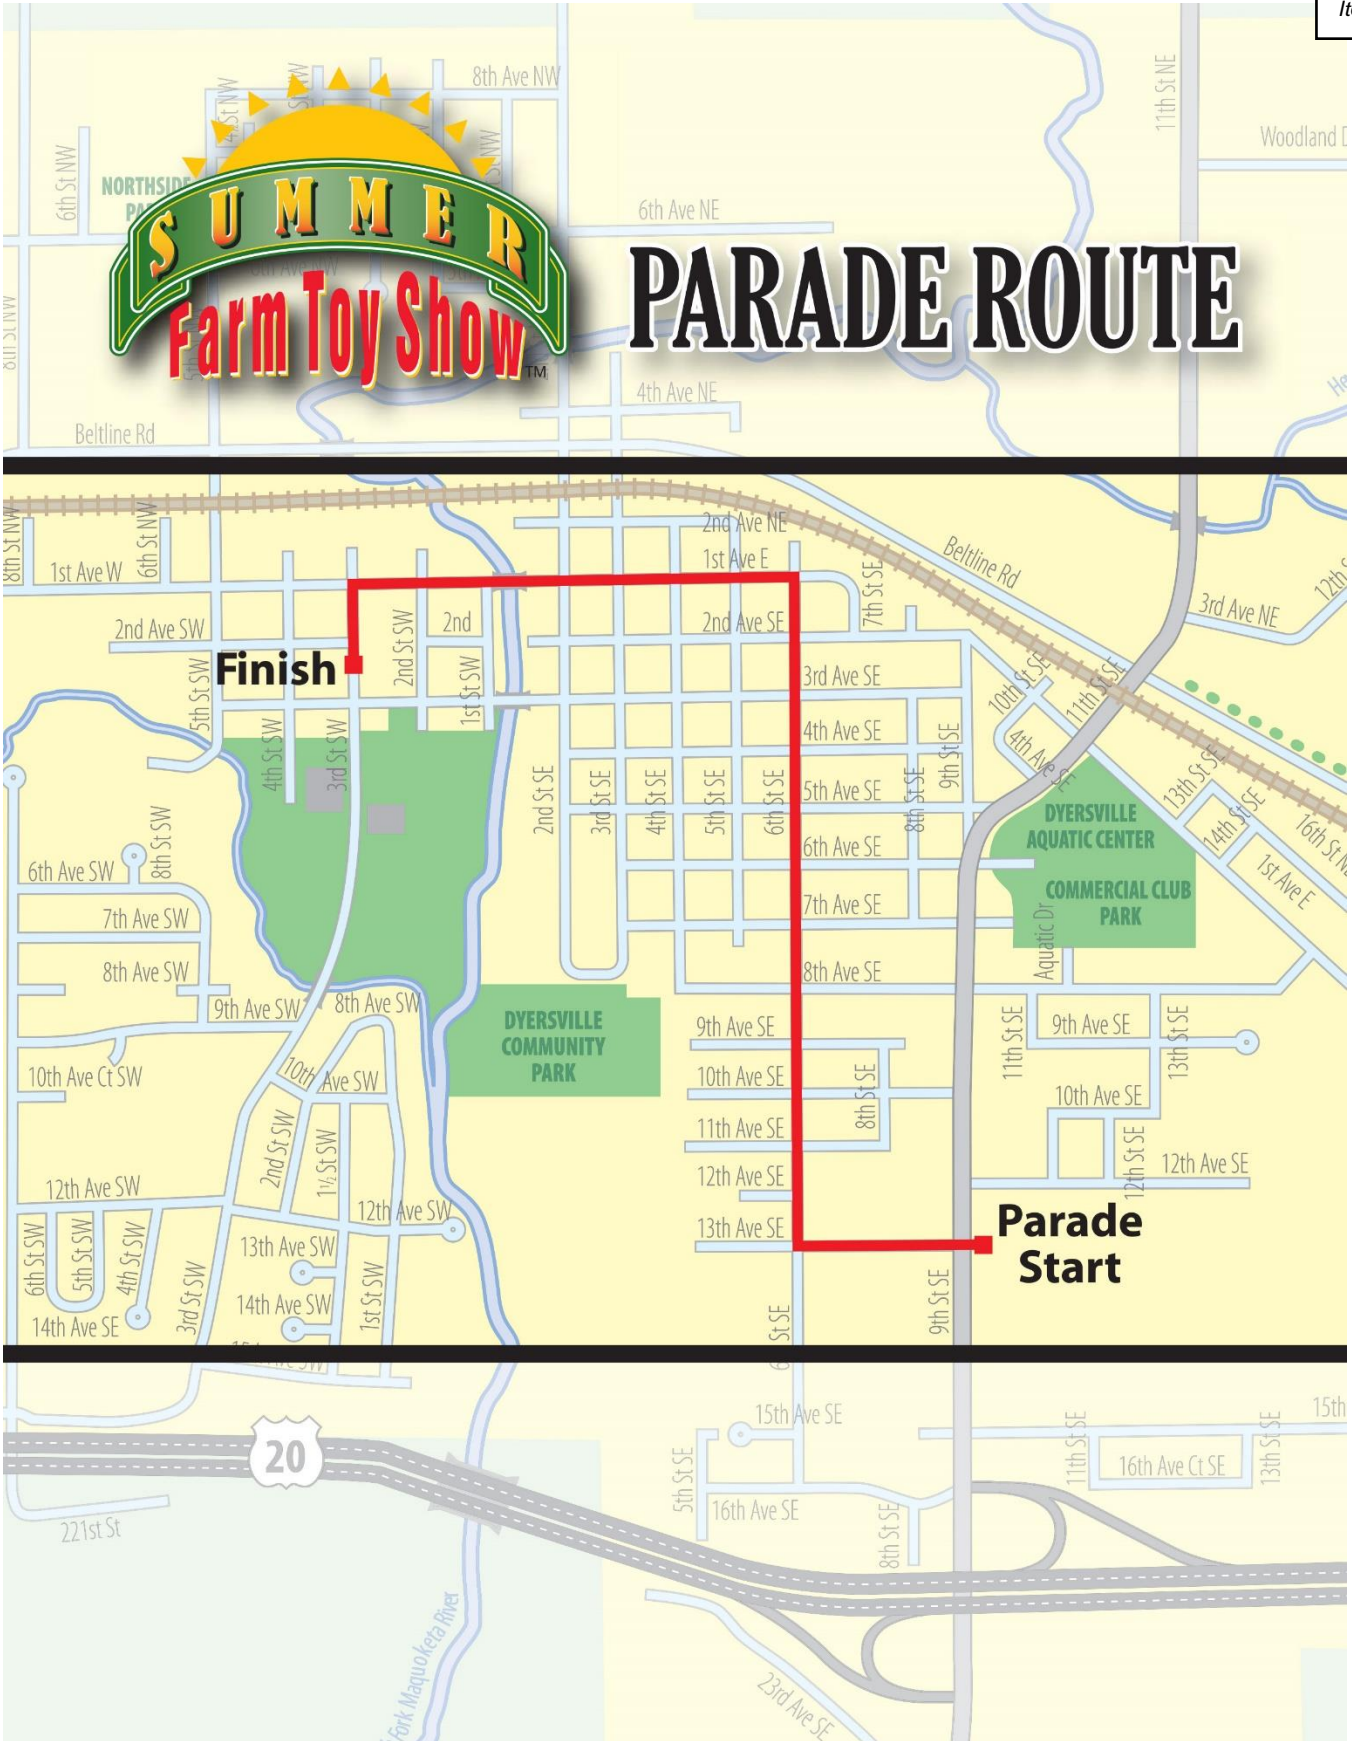 8th Ave NW
11th St NE
Woodland
6th St NW
NORTHSIDE
SUMMER
Farm Toy Show
TM
6th Ave NE
PARADE ROUTE
8th St NW
4th Ave NE
Beltline Rd
8th St NW
1st Ave W
6th St NW
2nd Ave NE
1st Ave E
Beltline Rd
7th St SE
3rd Ave NE
2nd Ave SW
2nd St SW
2nd
2nd Ave SE
Finish
5th St SW
1st St SW
3rd Ave SE
10th St SE
11th St SE
4th St SW
3rd St SW
4th Ave SE
9th St SE
4th Ave SE
2nd St SE
3rd St SE
4th St SE
5th St SE
6th St SE
5th Ave SE
8th St SE
13th St SE
14th St SE
16th St
1st Ave E
DYERSVILLE
AQUATIC CENTER
COMMERCIAL CLUB
PARK
8th St SW
6th Ave SW
6th Ave SE
7th Ave SW
7th Ave SE
Aquatic Dr
8th Ave SW
8th Ave SE
9th Ave SW
8th Ave SW
DYERSVILLE
COMMUNITY
PARK
9th Ave SE
11th St SE
9th Ave SE
13th St SE
10th Ave Ct SW
10th Ave SW
10th Ave SE
8th St SE
10th Ave SE
2nd St SW
1½ St SW
11th Ave SE
12th St SE
12th Ave SW
12th Ave SE
12th Ave SE
12th Ave SW
13th Ave SE
Parade
Start
6th St SW
5th St SW
4th St SW
13th Ave SW
3rd St SW
14th Ave SW
1st St SW
14th Ave SE
St SE
9th St SE
15th Ave SE
11th St SE
13th St SE
15th
20
5th St SE
16th Ave Ct SE
16th Ave SE
8th St SE
221st St
Fork Maquoketa River
23rd Ave SE